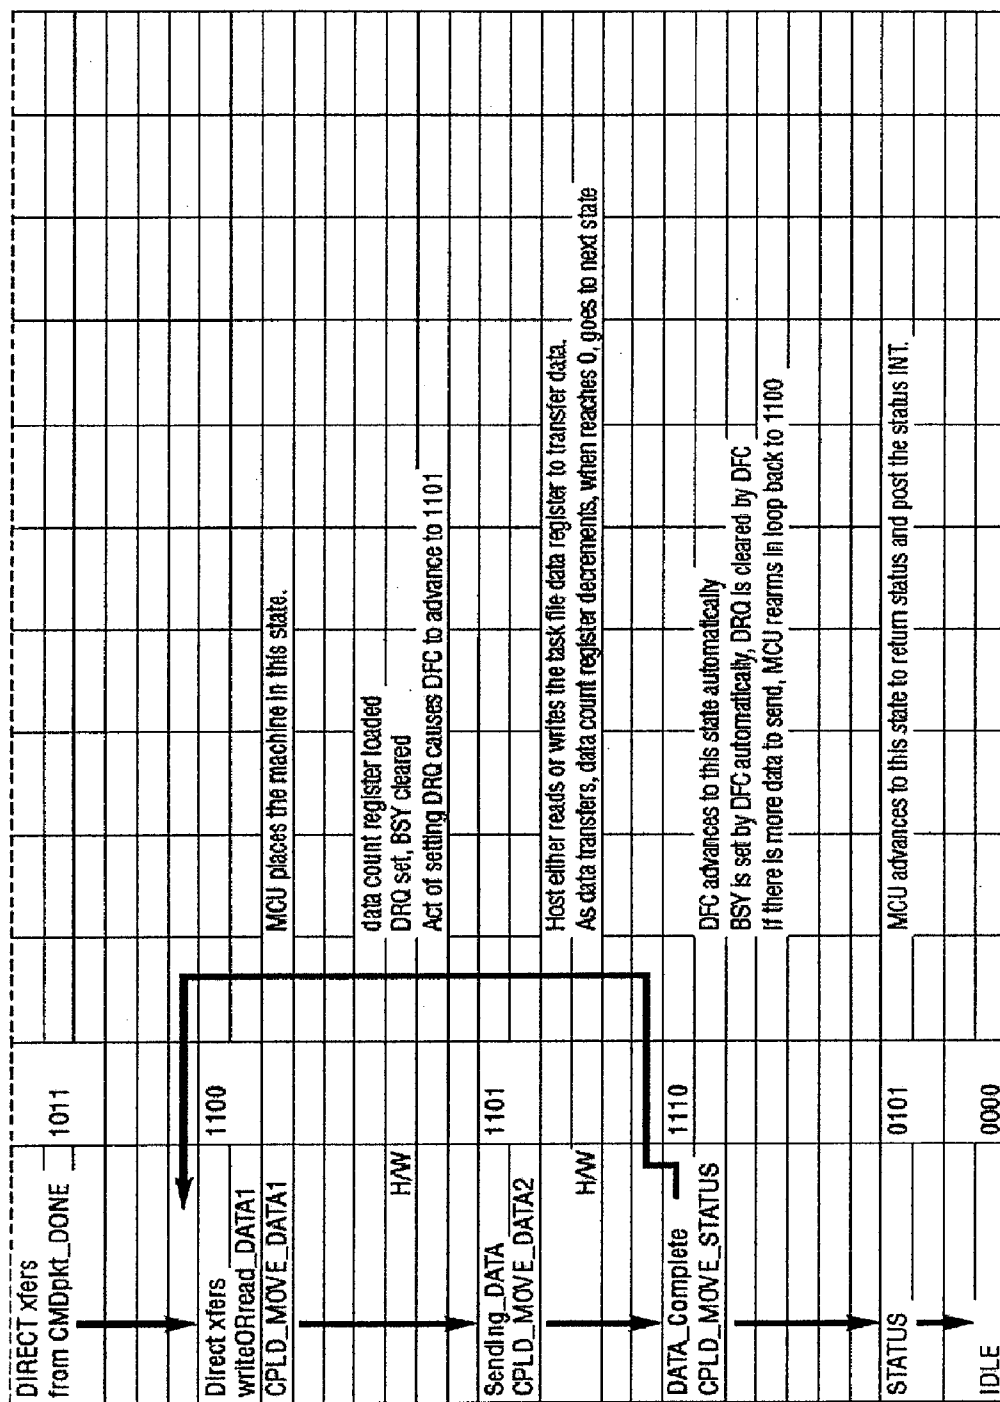 DIRECT xfers
from CMDpkt_DONE 1011
Direct xfers 1100
writeORread_DATA1
CPLD_MOVE_DATA1 MCU places the machine in this state.
data count register loaded
H/W DRQ set, BSY cleared
Act of setting DRQ causes DFC to advance to 1101
Sending_DATA 1101
CPLD_MOVE_DATA2
Host either reads or writes the task file data register to transfer data.
H/W As data transfers, data count register decrements, when reaches 0, goes to next state
DATA_Complete 1110
CPLD_MOVE_STATUS DFC advances to this state automatically
BSY is set by DFC automatically, DRQ is cleared by DFC
If there is more data to send, MCU rearms in loop back to 1100
STATUS 0101 MCU advances to this state to return status and post the status INT.
IDLE 0000